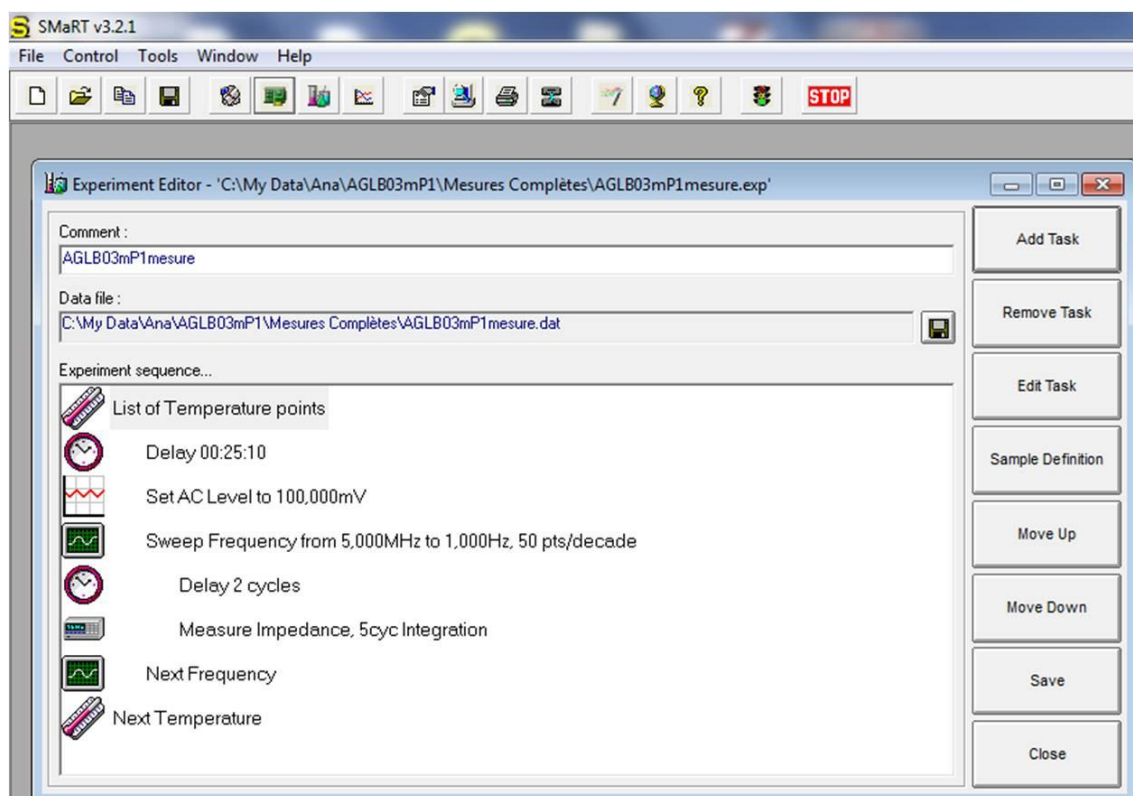 SMaRT v3.2.1
File Control Tools Window Help
STOP
Experiment Editor - 'C:\My Data\Ana\AGLB03mP1\Mesures Complètes\AGLB03mP1mesure.exp'
Comment :
AGLB03mP1mesure
Data file :
C:\My Data\Ana\AGLB03mP1\Mesures Complètes\AGLB03mP1mesure.dat
Experiment sequence...
List of Temperature points
Delay 00:25:10
Set AC Level to 100,000mV
Sweep Frequency from 5,000MHz to 1,000Hz, 50 pts/decade
Delay 2 cycles
Measure Impedance, 5cyc Integration
Next Frequency
Next Temperature
Add Task
Remove Task
Edit Task
Sample Definition
Move Up
Move Down
Save
Close